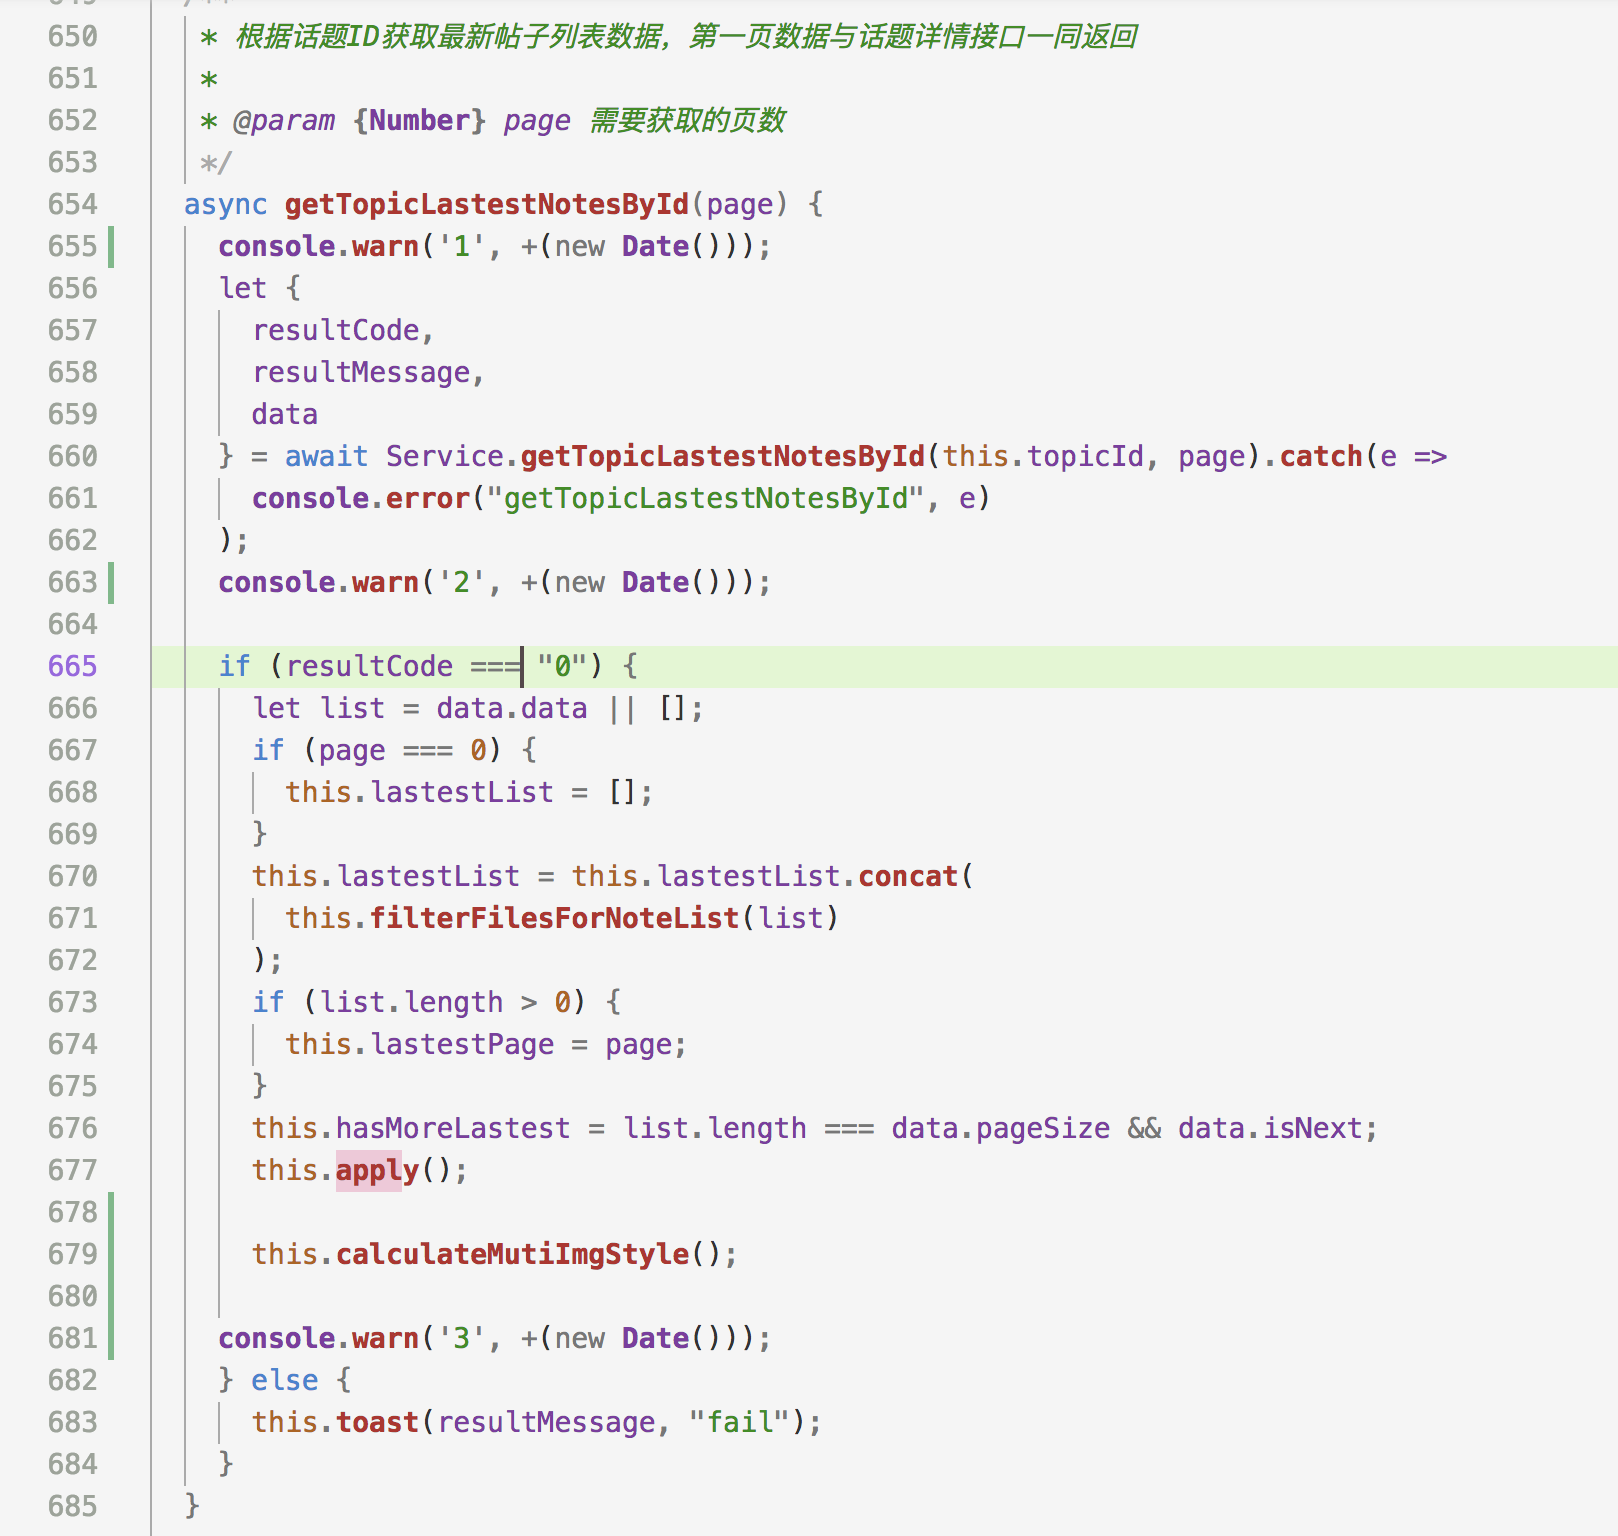 650 * 根据话题ID获取最新帖子列表数据，第一页数据与话题详情接口一同返回
651 *
652 * @param {Number} page 需要获取的页数
653 */
654 async getTopicLastestNotesById(page) {
655 console.warn('1', +(new Date()));
656 let {
657 resultCode,
658 resultMessage,
659 data
660 } = await Service.getTopicLastestNotesById(this.topicId, page).catch(e =>
661 console.error("getTopicLastestNotesById", e)
662 );
663 console.warn('2', +(new Date()));
664
665 if (resultCode === "0") {
666 let list = data.data || [];
667 if (page === 0) {
668 this.lastestList = [];
669 }
670 this.lastestList = this.lastestList.concat(
671 this.filterFilesForNoteList(list)
672 );
673 if (list.length > 0) {
674 this.lastestPage = page;
675 }
676 this.hasMoreLastest = list.length === data.pageSize && data.isNext;
677 this.apply();
678
679 this.calculateMutiImgStyle();
680
681 console.warn('3', +(new Date()));
682 } else {
683 this.toast(resultMessage, "fail");
684 }
685 }